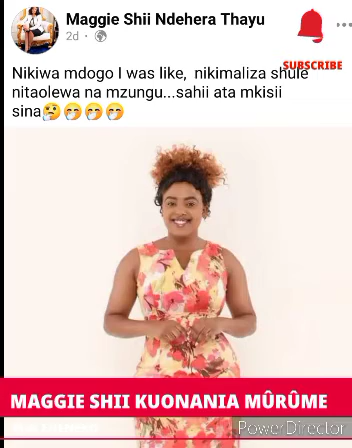 Maggie Shii Ndehera Thayu
2d
SUBSCRIBE
Nikiwa mdogo I was like, nikimaliza shule
nitaolewa na mzungu...sahii ata mkisii
sina🤔🤭🤭🤭
MAGGIE SHII KUONANIA MŨRŨME
PowerDirector